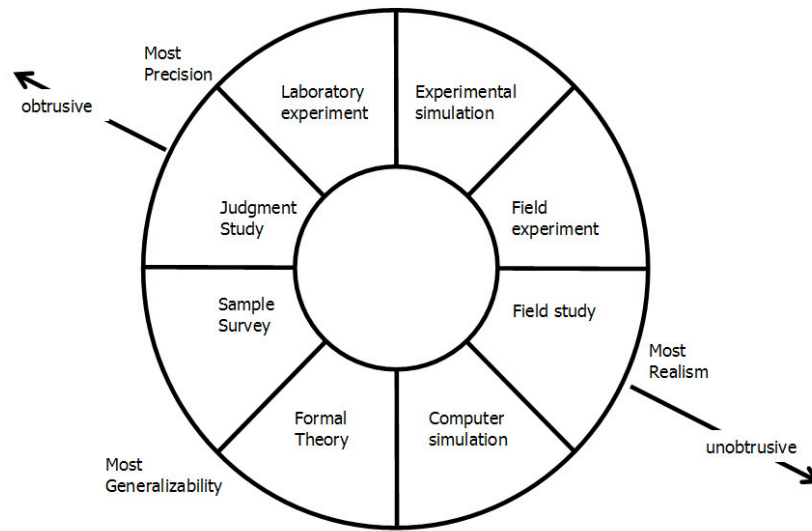 Most
Precision
obtrusive
Laboratory
experiment
Experimental
simulation
Judgment
Study
Field
experiment
Sample
Survey
Field study
Most
Realism
Formal
Theory
Computer
simulation
unobtrusive
Most
Generalizability